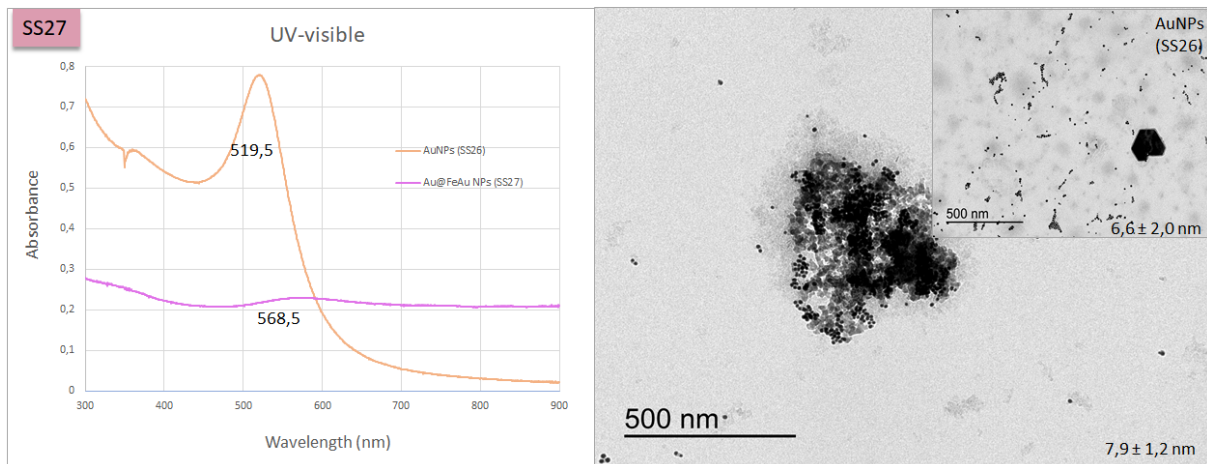 SS27
UV-visible
0,8
0,7
0,6
0,5
0,4
0,3
0,2
0,1
0
Absorbance
519,5
568,5
AuNPs (SS26)
Au@FeAu NPs (SS27)
300 400 500 600 700 800 900
Wavelength (nm)
AuNPs
(SS26)
500 nm
6,6 ± 2,0 nm
500 nm
7,9 ± 1,2 nm